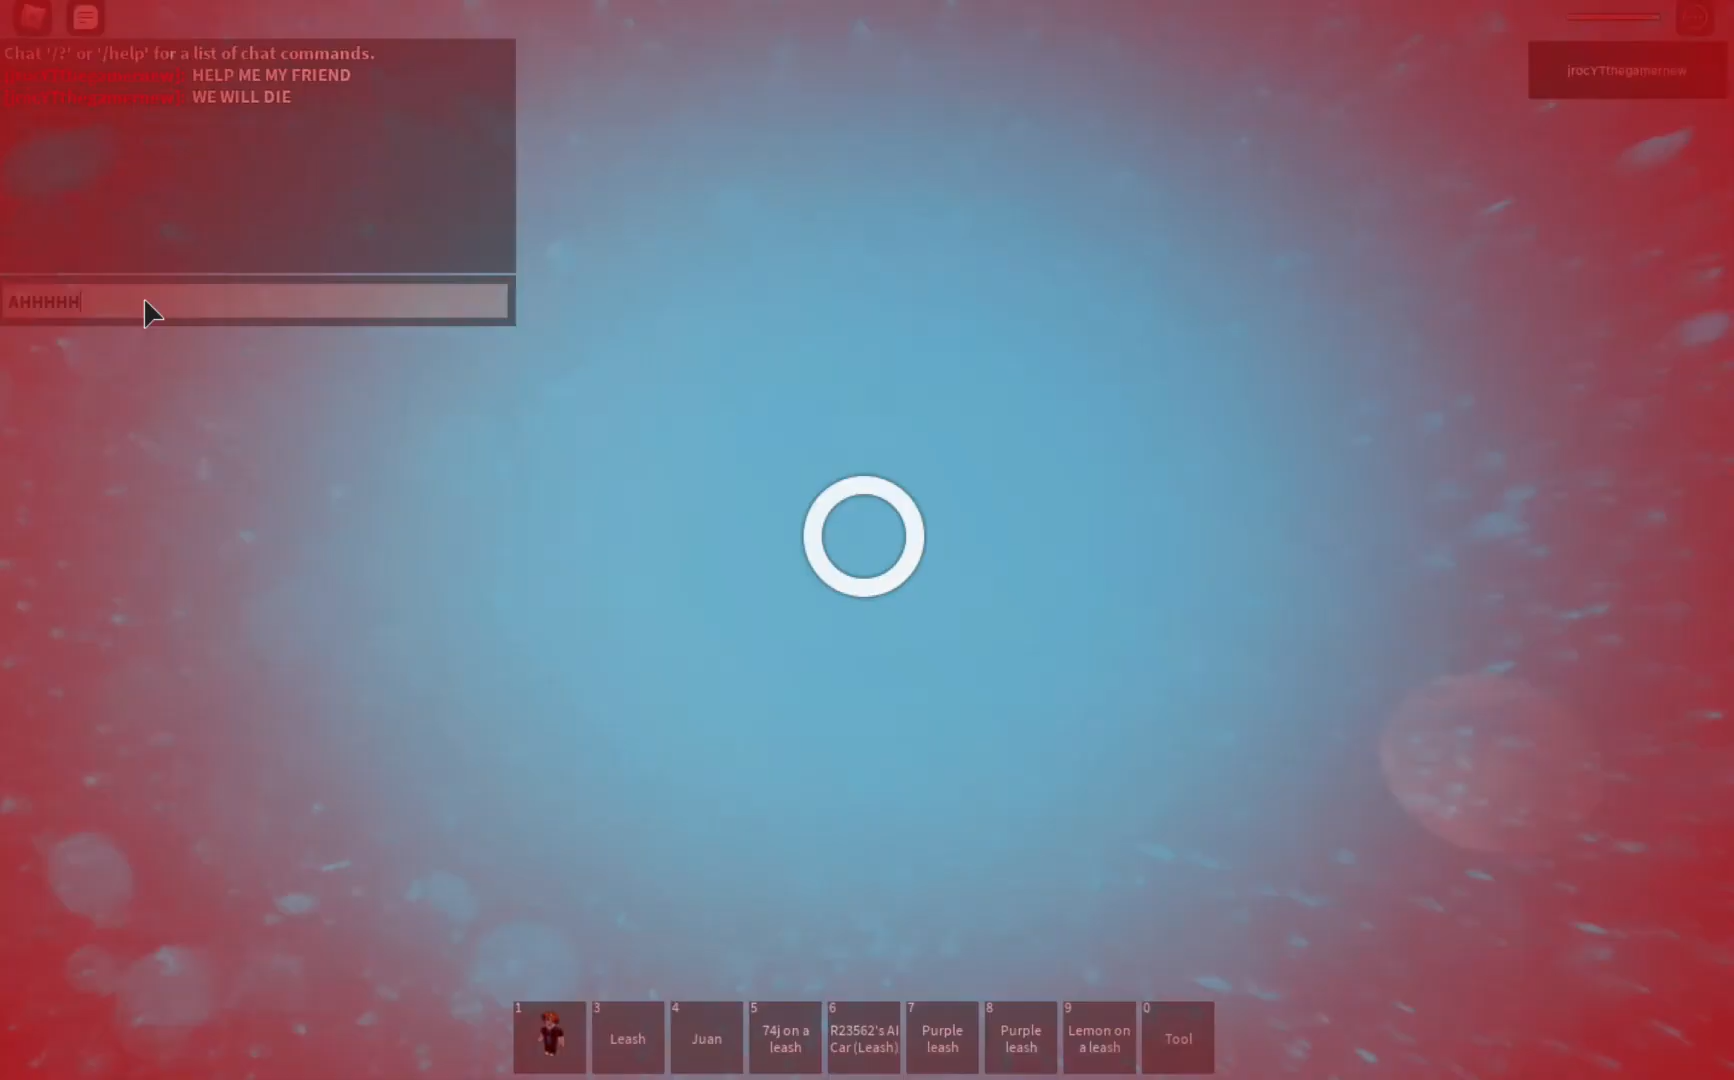 Chat '/?' or '/help' for a list of chat commands.
[jrocYTthegamernew]: HELP ME MY FRIEND
[jrocYTthegamernew]: WE WILL DIE
jrocYTthegamernew
AHHHHH
1
3
Leash
4
Juan
5
74j on a
leash
6
R23562's AI
Car (Leash)
7
Purple
leash
8
Purple
leash
9
Lemon on
a leash
0
Tool